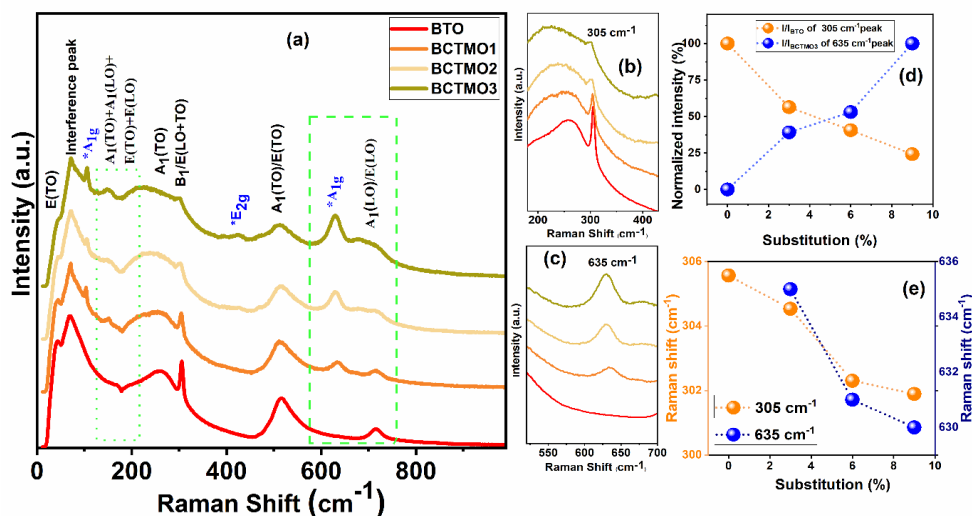 (a)
BTO
BCTMO1
BCTMO2
BCTMO3
E(TO)
Interference peak
*A1g
A1(TO)+A1(LO)+
E(TO)+E(LO)
A1(TO)
B1/E(LO+TO)
*E2g
A1(TO)/E(TO)
*A1g
A1(LO)/E(LO)
Intensity (a.u.)
0 200 400 600 800
Raman Shift (cm-1)
305 cm-1
(b)
Intensity (a.u.)
200 300 400
Raman Shift (cm-1)
(c)
635 cm-1
Intensity (a.u.)
550 600 650 700
Raman Shift (cm-1)
I/IBTO of 305 cm-1peak
I/IBCTMO3 of 635 cm-1peak
(d)
Normalized intensity (%)
100
75
50
25
0
0 2 4 6 8 10
Substitution (%)
(e)
Raman shift (cm-1)
306
304
302
300
636
634
632
630
Raman shift (cm-1)
305 cm-1
635 cm-1
0 2 4 6 8 10
Substitution (%)